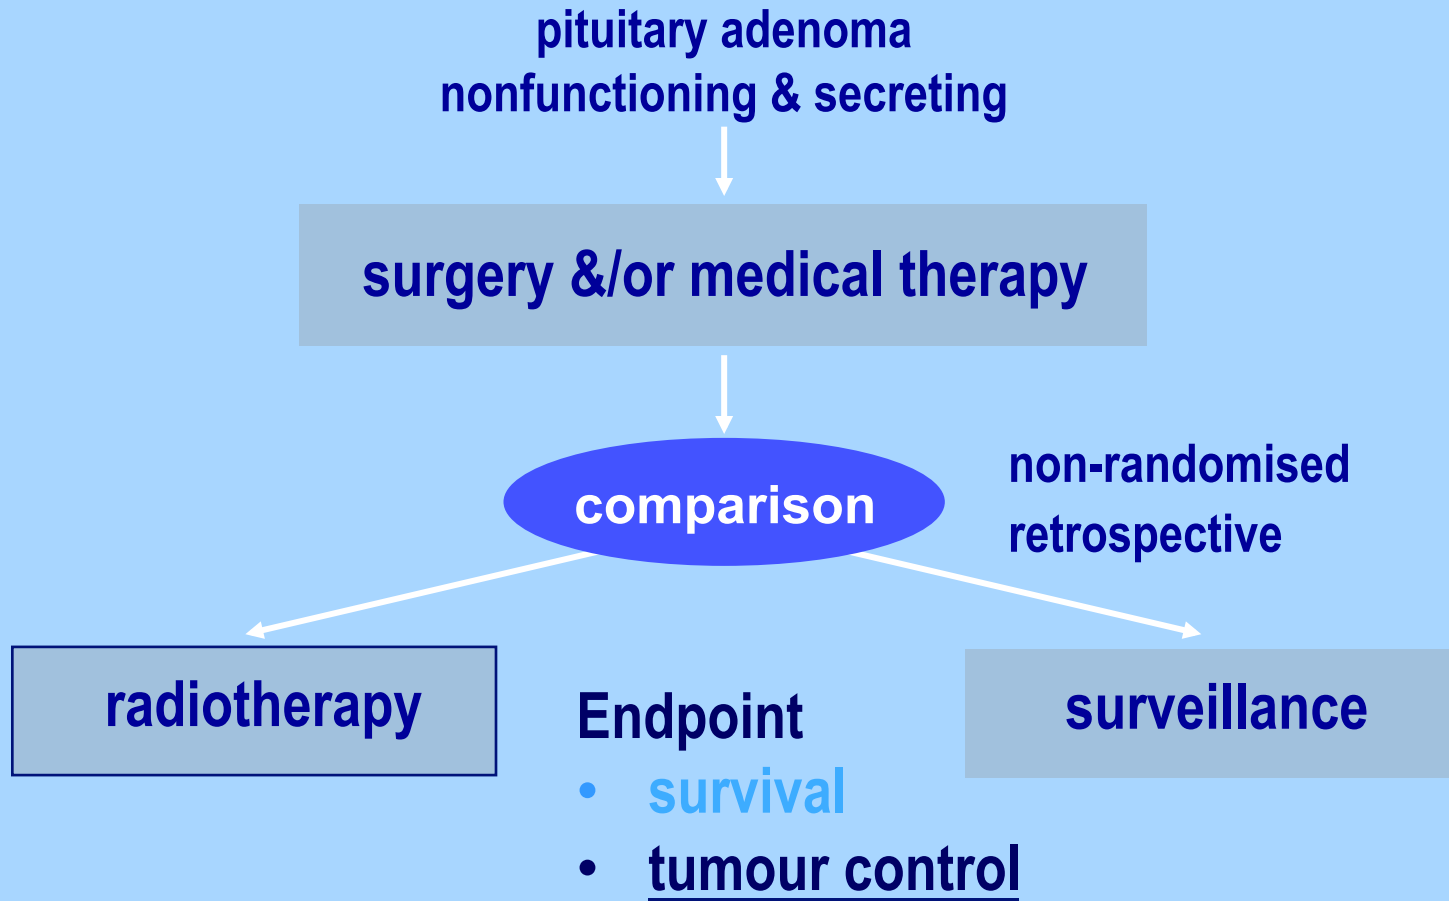 pituitary adenoma
nonfunctioning & secreting
surgery &/or medical therapy
comparison
non-randomised
retrospective
radiotherapy
surveillance
Endpoint
• survival
• tumour control